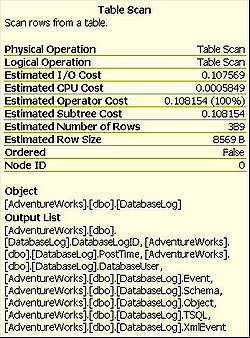 Table Scan
Scan rows from a table.
Physical Operation Table Scan
Logical Operation Table Scan
Estimated I/O Cost 0.107569
Estimated CPU Cost 0.0005849
Estimated Operator Cost 0.108154 (100%)
Estimated Subtree Cost 0.108154
Estimated Number of Rows 389
Estimated Row Size 8569 B
Ordered False
Node ID 0
Object
[AdventureWorks].[dbo].[DatabaseLog]
Output List
[AdventureWorks].[dbo].
[DatabaseLog].DatabaseLogID, [AdventureWorks].
[dbo].[DatabaseLog].PostTime, [AdventureWorks].
[dbo].[DatabaseLog].DatabaseUser,
[AdventureWorks].[dbo].[DatabaseLog].Event,
[AdventureWorks].[dbo].[DatabaseLog].Schema,
[AdventureWorks].[dbo].[DatabaseLog].Object,
[AdventureWorks].[dbo].[DatabaseLog].TSQL,
[AdventureWorks].[dbo].[DatabaseLog].XmlEvent